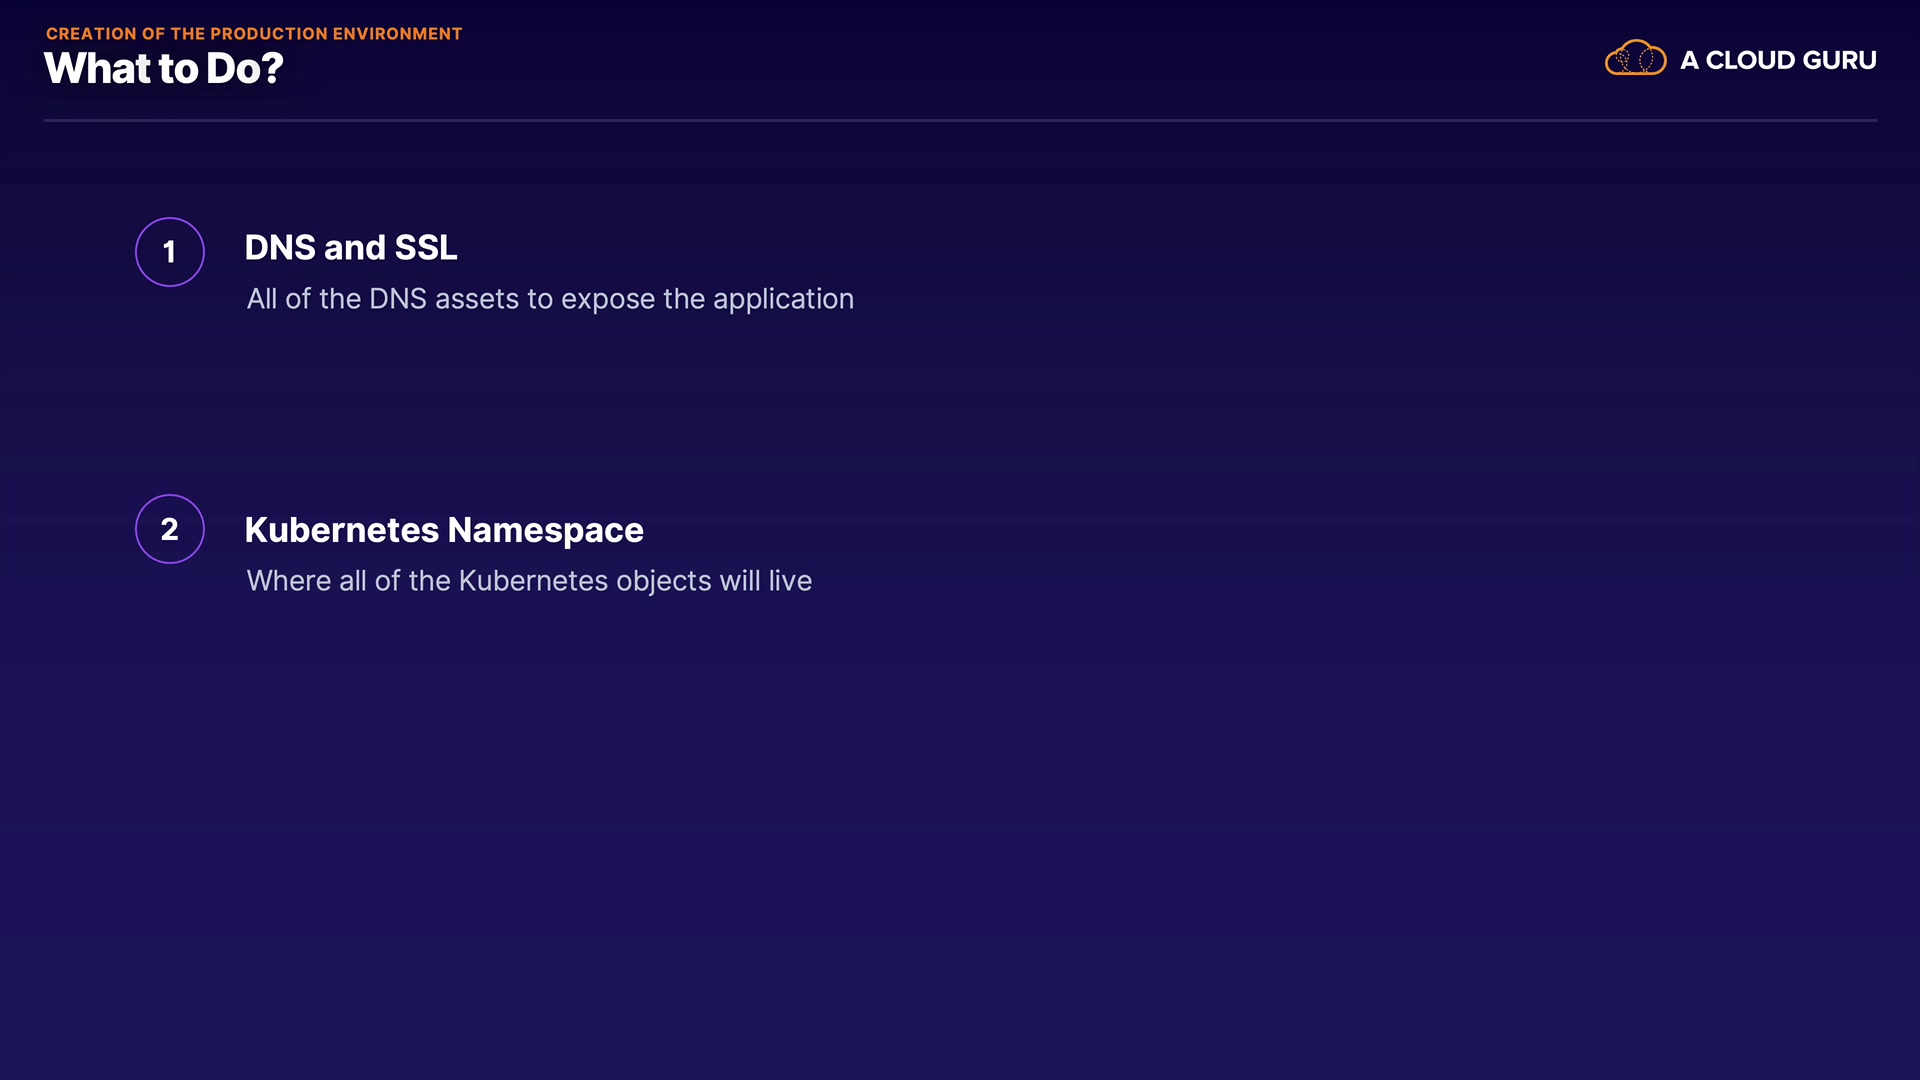 CREATION OF THE PRODUCTION ENVIRONMENT
What to Do?
A CLOUD GURU
1
DNS and SSL
All of the DNS assets to expose the application
2
Kubernetes Namespace
Where all of the Kubernetes objects will live